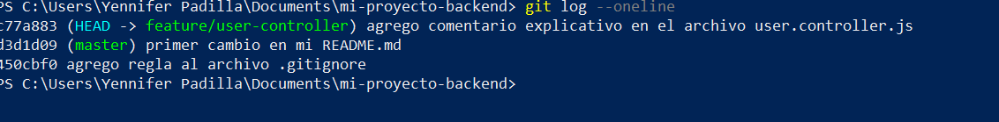 PS C:\Users\Yennifer Padilla\Documents\mi-proyecto-backend> git log --oneline
c77a883 (HEAD -> feature/user-controller) agrego comentario explicativo en el archivo user.controller.js
d3d1d09 (master) primer cambio en mi README.md
450cbf0 agrego regla al archivo .gitignore
PS C:\Users\Yennifer Padilla\Documents\mi-proyecto-backend>